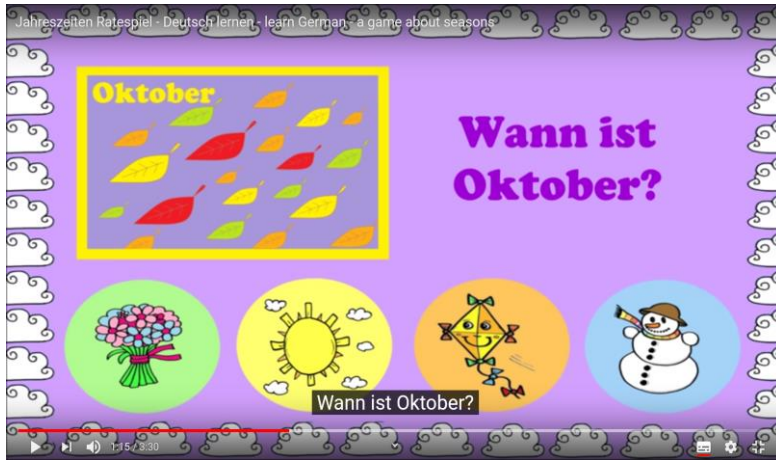 Jahreszeiten Ratespiel - Deutsch lernen - learn German - a game about seasons
Oktober
Wann ist
Oktober?
Wann ist Oktober?
1:15 / 3:30